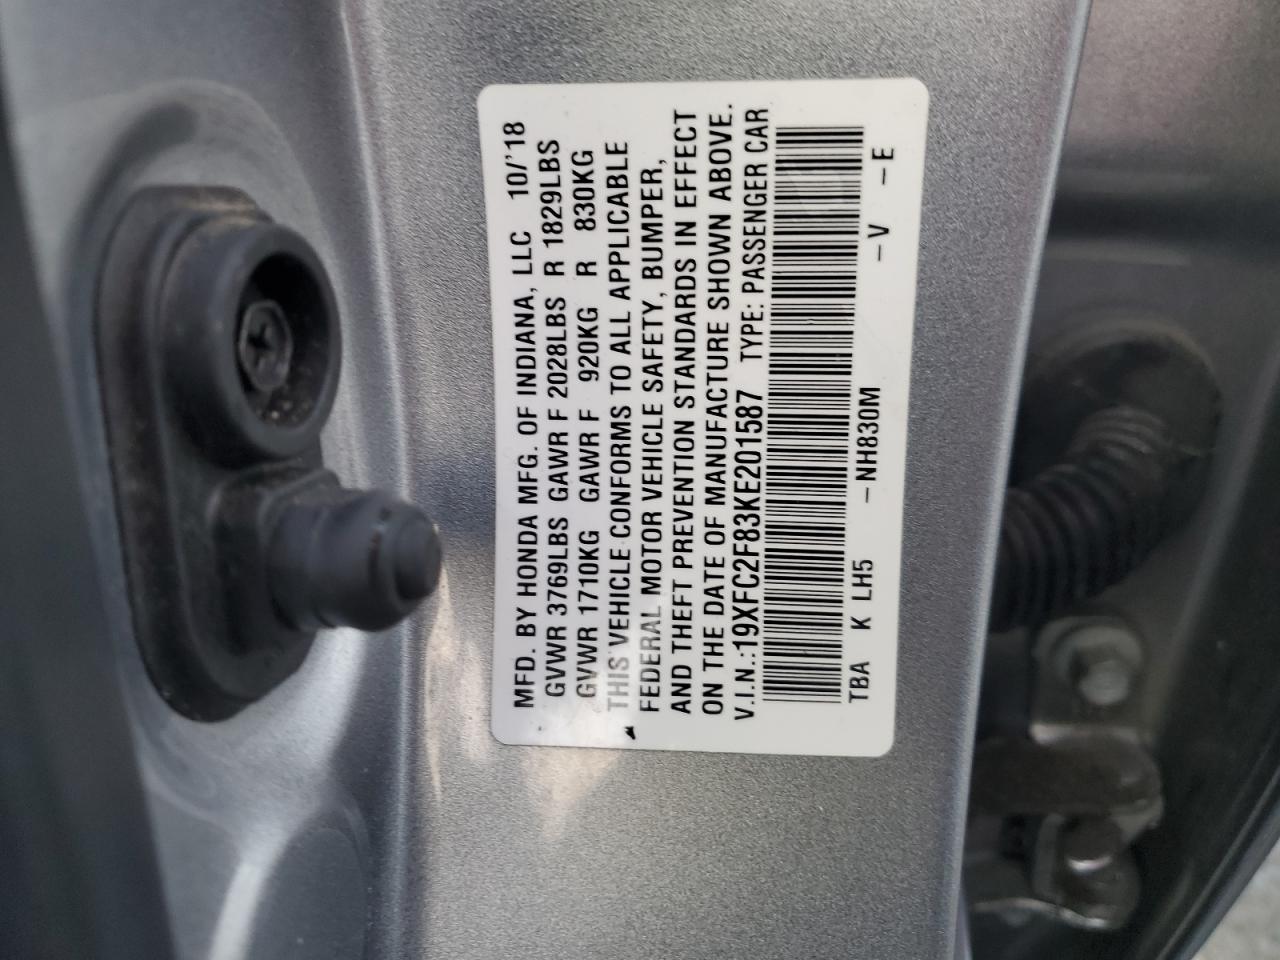 MFD. BY HONDA MFG. OF INDIANA, LLC 10/'18
GVWR 3769LBS GAWR F 2028LBS R 1829LBS
GVWR 1710KG GAWR F 920KG R 830KG
THIS VEHICLE CONFORMS TO ALL APPLICABLE
FEDERAL MOTOR VEHICLE SAFETY, BUMPER,
AND THEFT PREVENTION STANDARDS IN EFFECT
ON THE DATE OF MANUFACTURE SHOWN ABOVE.
V.I.N.:19XFC2F83KE201587 TYPE: PASSENGER CAR
TBA K LH5 –NH830M –V –E